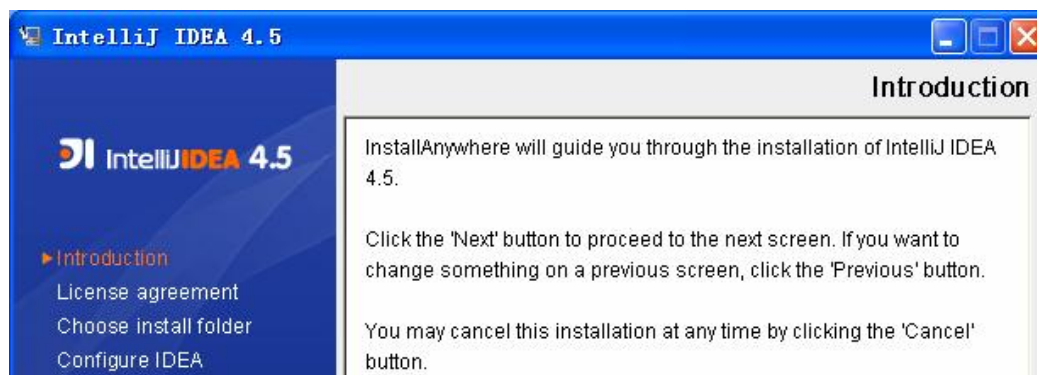 IntelliJ IDEA 4.5
Introduction
IntelliJIDEA 4.5
Introduction
License agreement
Choose install folder
Configure IDEA
InstallAnywhere will guide you through the installation of IntelliJ IDEA
4.5.
Click the 'Next' button to proceed to the next screen. If you want to
change something on a previous screen, click the 'Previous' button.
You may cancel this installation at any time by clicking the 'Cancel'
button.